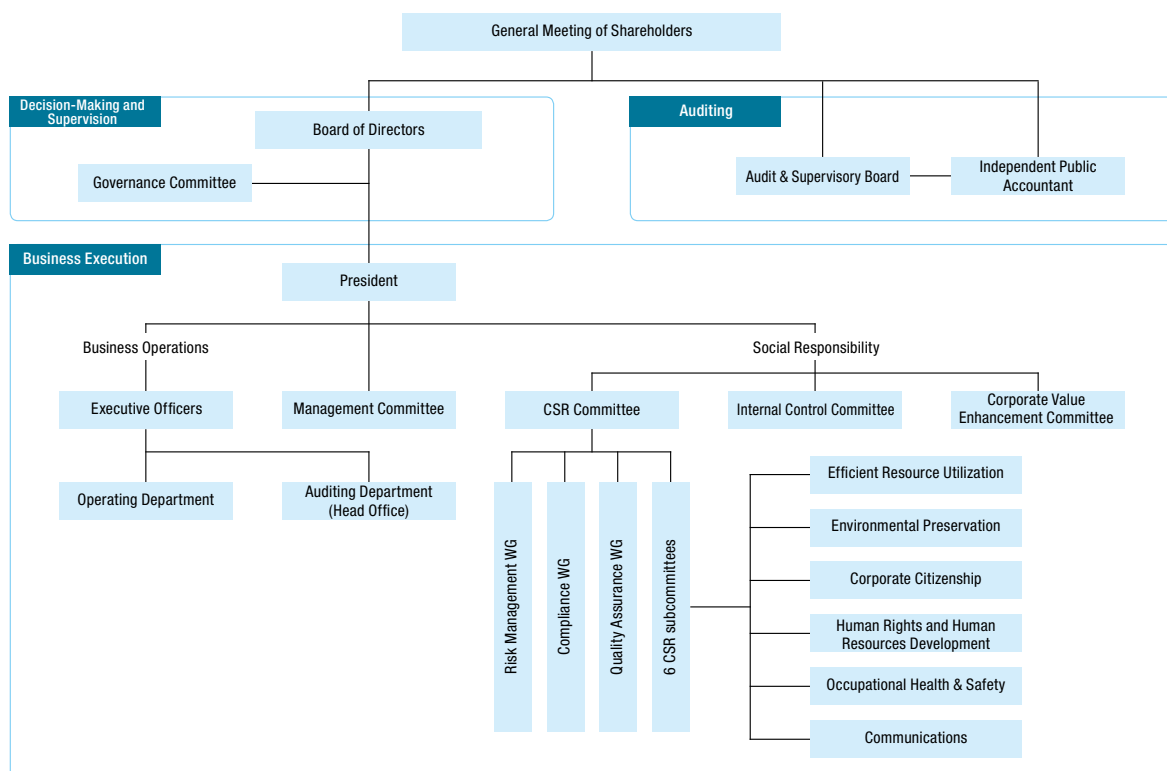 General Meeting of Shareholders
Decision-Making and
Supervision
Auditing
Board of Directors
Governance Committee
Audit & Supervisory Board
Independent Public
Accountant
Business Execution
President
Business Operations
Social Responsibility
Executive Officers
Management Committee
CSR Committee
Internal Control Committee
Corporate Value
Enhancement Committee
Operating Department
Auditing Department
(Head Office)
Risk Management WG
Compliance WG
Quality Assurance WG
6 CSR subcommittees
Efficient Resource Utilization
Environmental Preservation
Corporate Citizenship
Human Rights and Human
Resources Development
Occupational Health & Safety
Communications